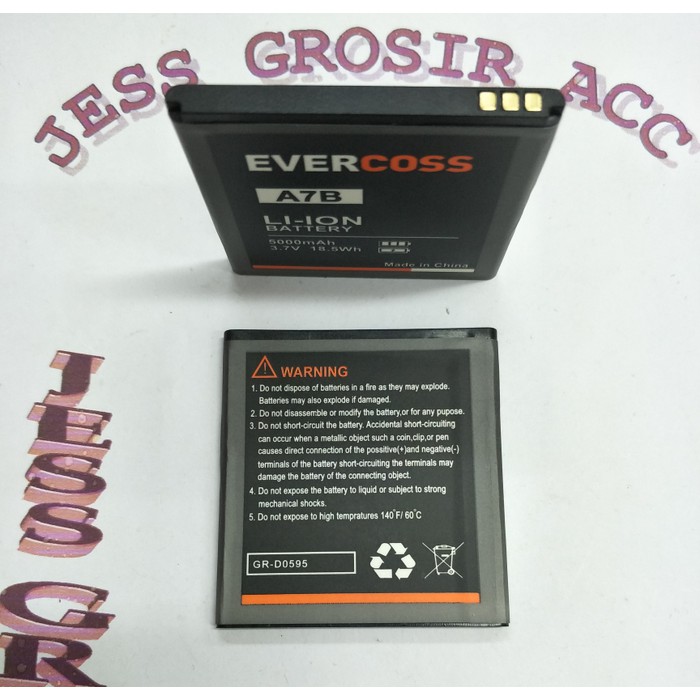 JESS GROSIR ACC
EVERCOSS
A7B
LI-ION
BATTERY
5000mAh
3.7V 18.5Wh
Made in China
WARNING
1. Do not dispose of batteries in a fire as they may explode.
Batteries may also explode if damaged.
2. Do not disassemble or modify the battery,or for any pupose.
3. Do not short-circuit the battery. Accidental short-circuiting
can occur when a metallic object such a coin,clip,or pen
causes direct connection of the possitive(+)and negative(-)
terminals of the battery short-circuiting the terminals may
damage the battery of the connecting object.
4. Do not expose the battery to liquid or subject to strong
mechanical shocks.
5. Do not expose to high tempratures 140°F/ 60°C
GR-D0595
JESS GR